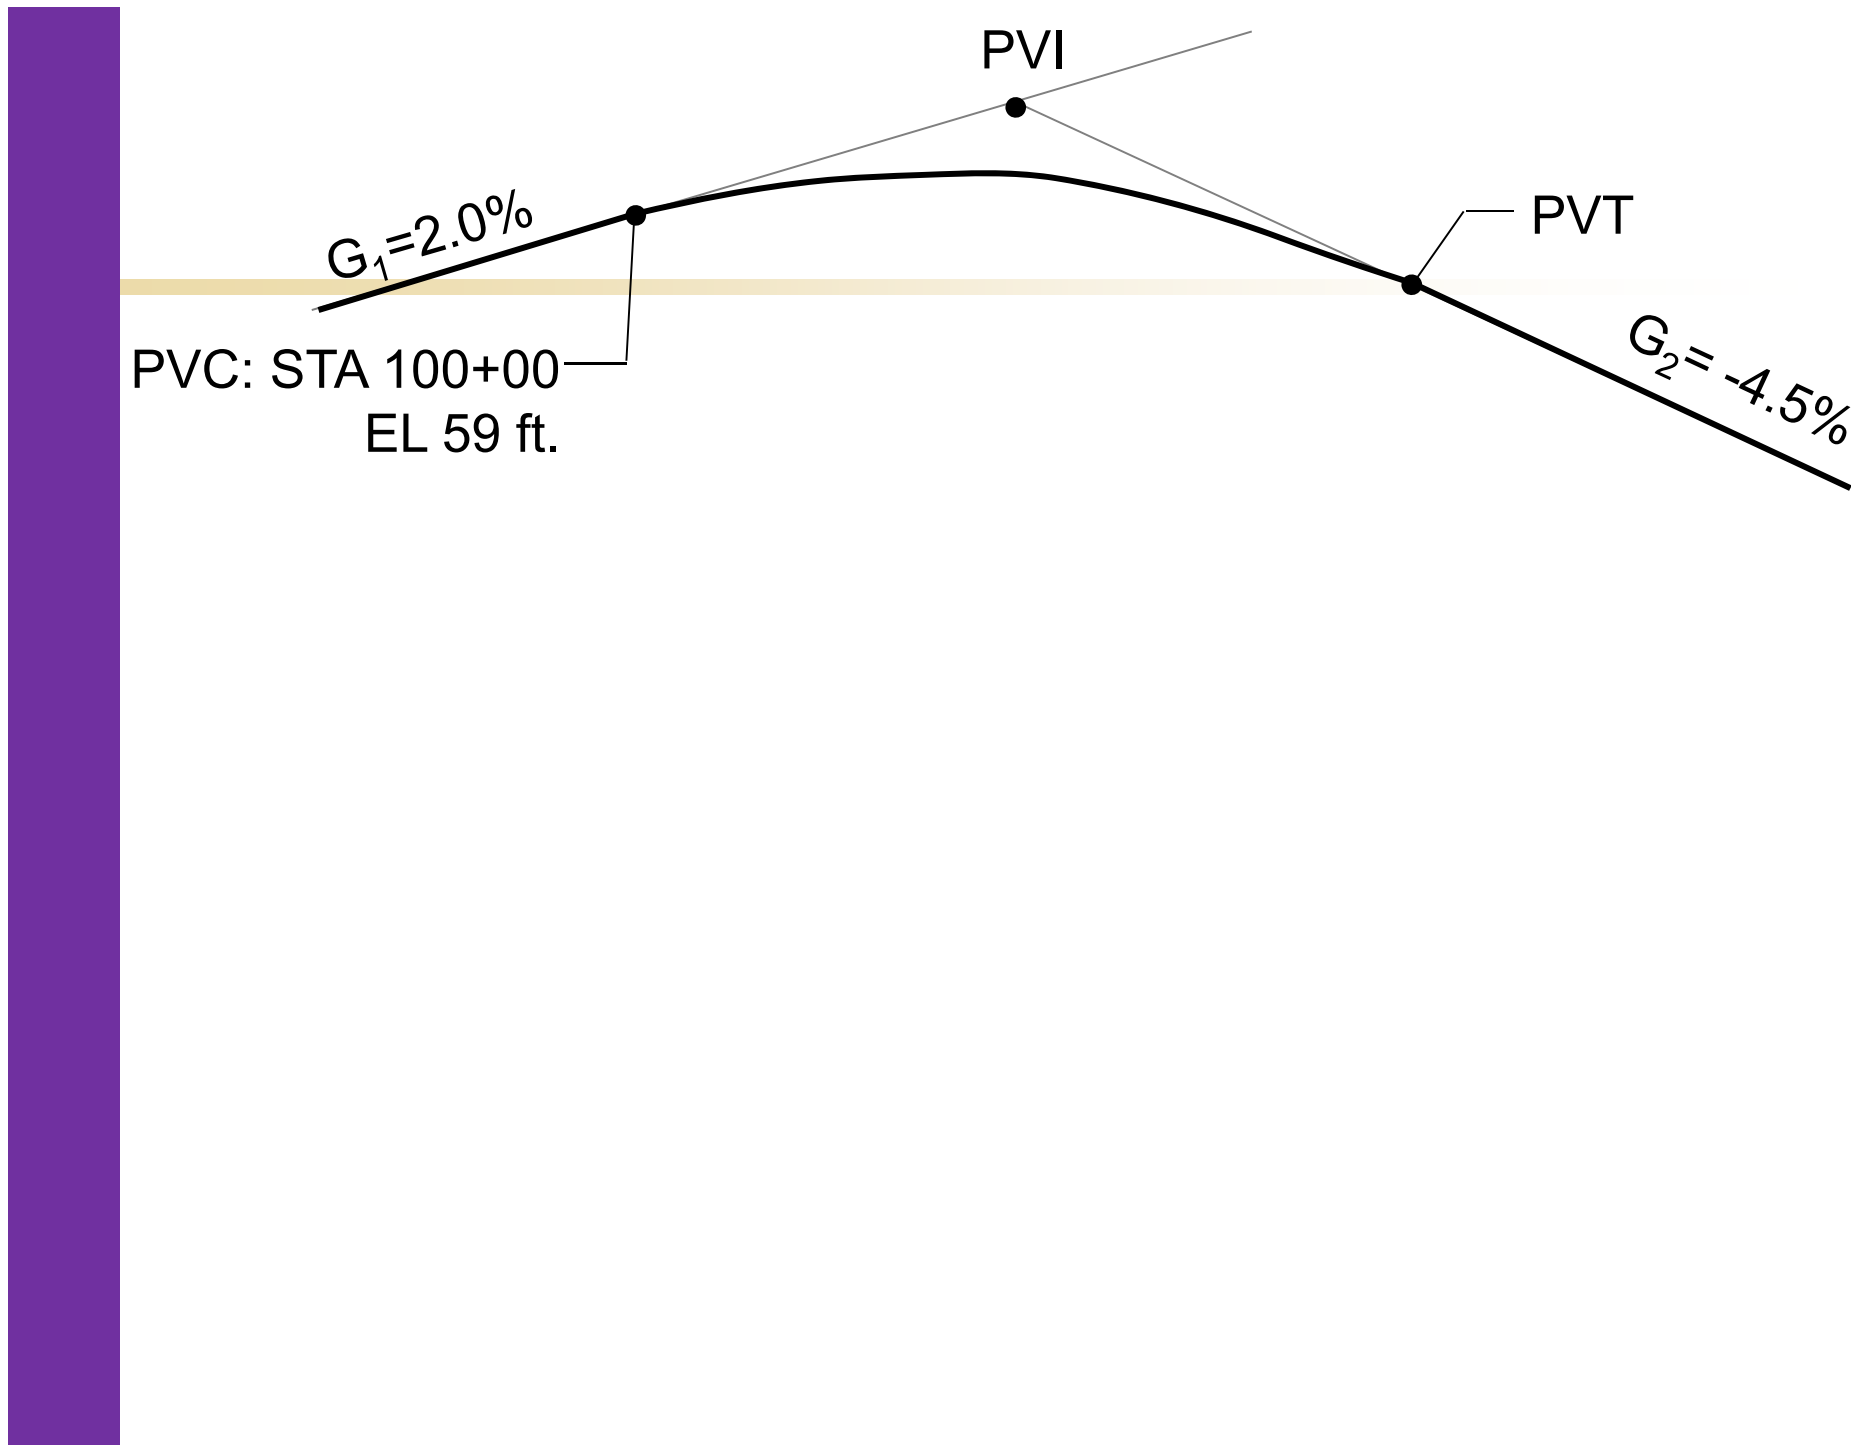 PVI
G₁=2.0%
PVT
PVC: STA 100+00
EL 59 ft.
G₂= -4.5%